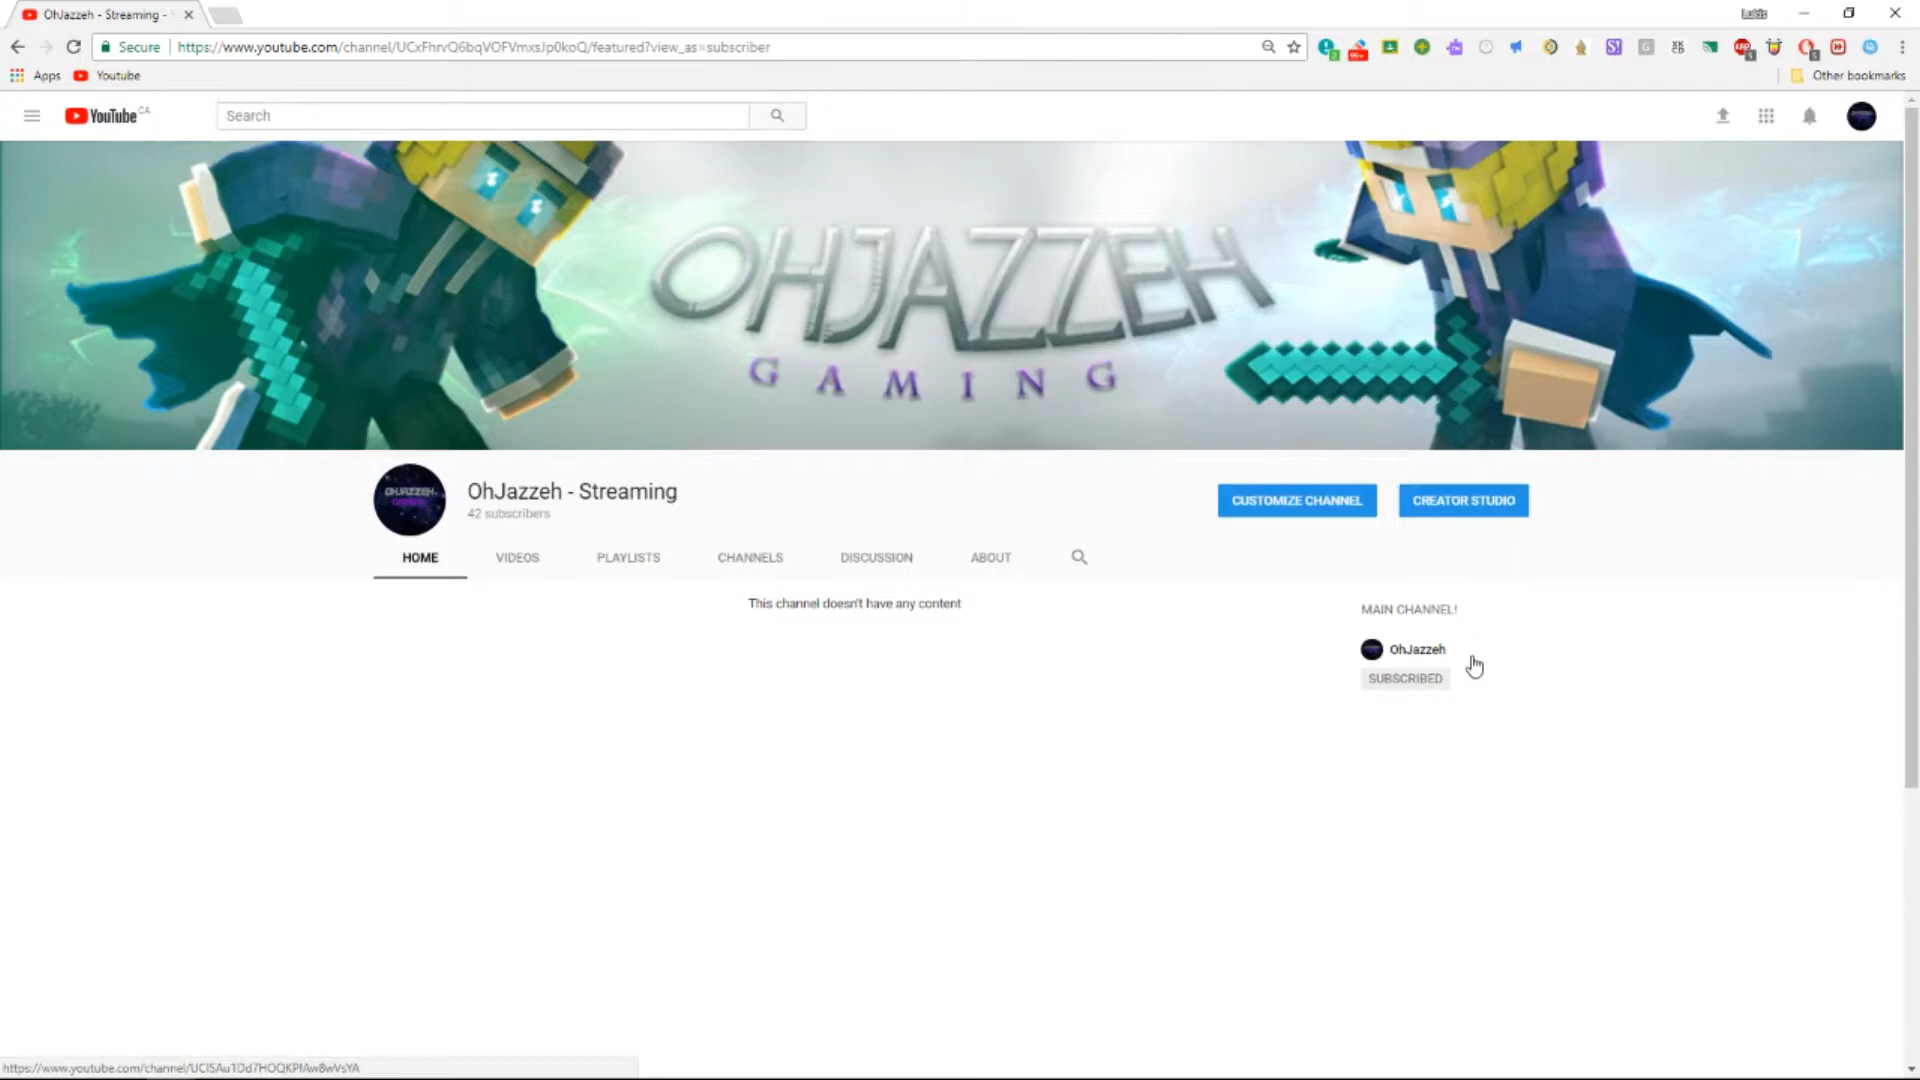 OhJazzeh - Streaming -
Secure
https://www.youtube.com/channel/UCxFhrvQ6bqVOFVmxsJp0koQ/featured?view_as=subscriber
Apps
Youtube
Other bookmarks
YouTube CA
Search
OHJAZZEH
GAMING
OhJazzeh - Streaming
42 subscribers
CUSTOMIZE CHANNEL
CREATOR STUDIO
HOME
VIDEOS
PLAYLISTS
CHANNELS
DISCUSSION
ABOUT
This channel doesn't have any content
MAIN CHANNEL!
OhJazzeh
SUBSCRIBED